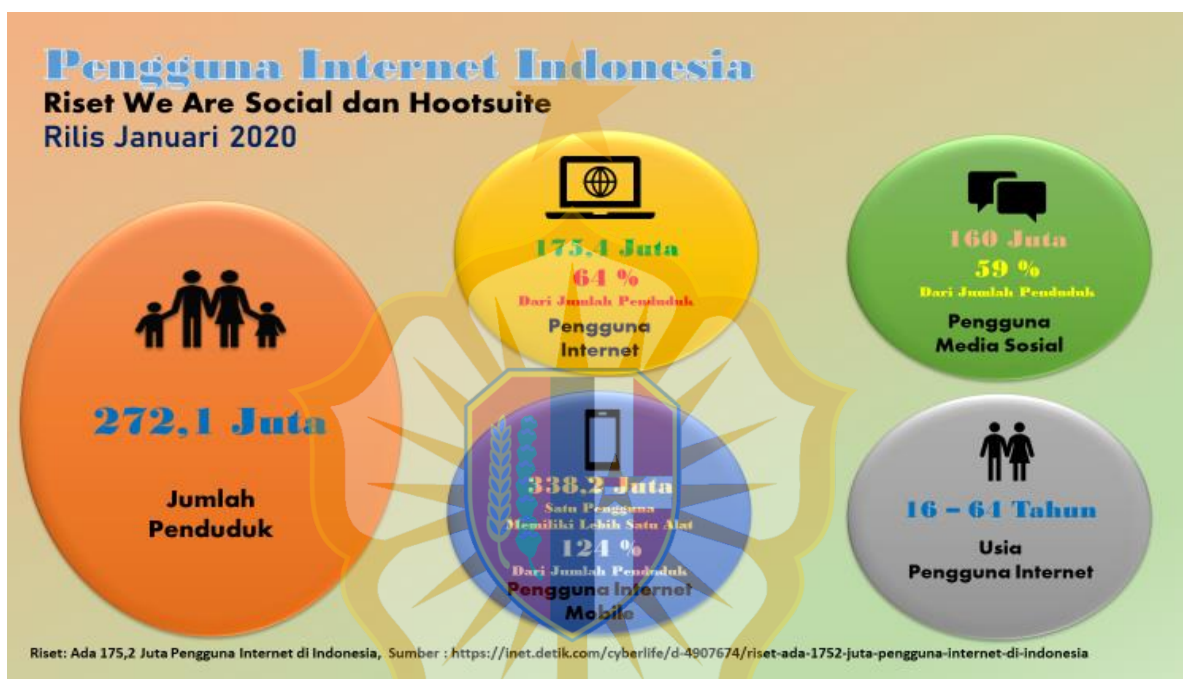 Pengguna Internet Indonesia
Riset We Are Social dan Hootsuite
Rilis Januari 2020
272,1 Juta
Jumlah
Penduduk
175,4 Juta
64 %
Dari Jumlah Penduduk
Pengguna
Internet
160 Juta
59 %
Dari Jumlah Penduduk
Pengguna
Media Sosial
338,2 Juta
Satu Pengguna
Memiliki Lebih Satu Alat
124 %
Dari Jumlah Penduduk
Pengguna Internet
Mobile
16 – 64 Tahun
Usia
Pengguna Internet
Riset: Ada 175,2 Juta Pengguna Internet di Indonesia, Sumber : https://inet.detik.com/cyberlife/d-4907674/riset-ada-1752-juta-pengguna-internet-di-indonesia